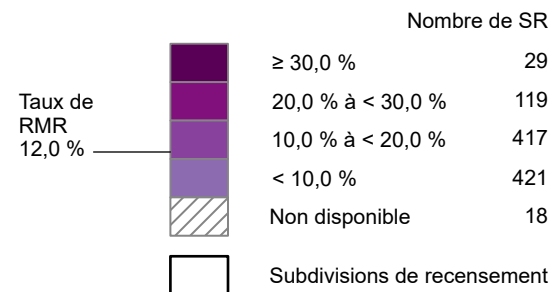 Nombre de SR
≥ 30,0 % 29
20,0 % à < 30,0 % 119
Taux de
RMR
12,0 %
10,0 % à < 20,0 % 417
< 10,0 % 421
Non disponible 18
Subdivisions de recensement